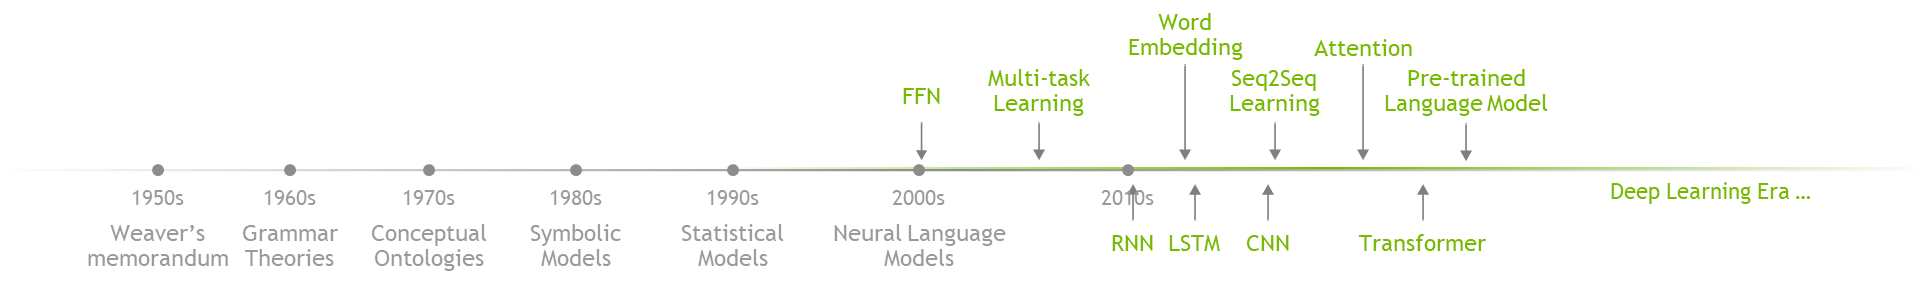 Word
Embedding
Attention
Multi-task
Learning
Seq2Seq
Learning
Pre-trained
Language Model
FFN
1950s
1960s
1970s
1980s
1990s
2000s
2010s
Deep Learning Era ...
Weaver’s
memorandum
Grammar
Theories
Conceptual
Ontologies
Symbolic
Models
Statistical
Models
Neural Language
Models
RNN
LSTM
CNN
Transformer